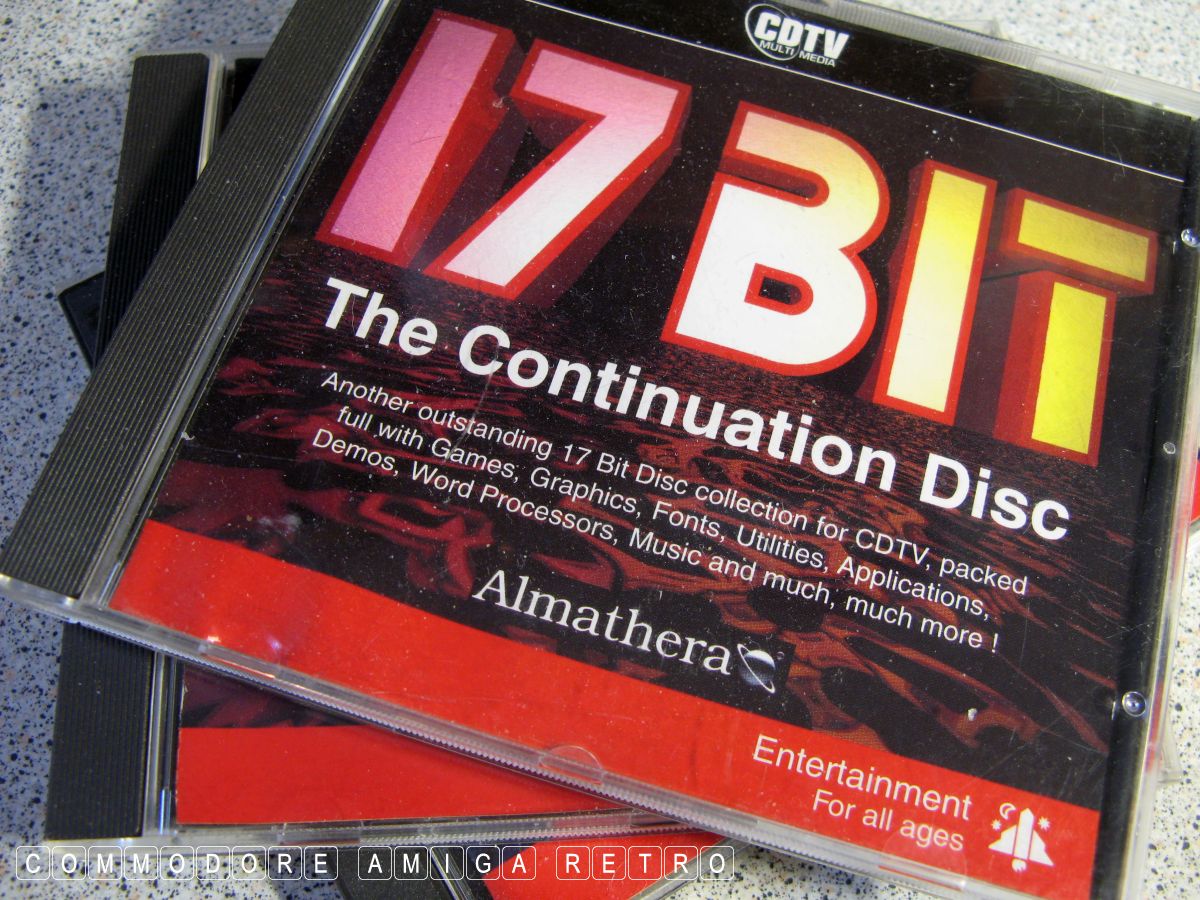 CDTV
MULTI MEDIA
17 BIT
The Continuation Disc
Another outstanding 17 Bit Disc collection for CDTV, packed
full with Games, Graphics, Fonts, Utilities, Applications,
Demos, Word Processors, Music and much, much more !
Almathera
Entertainment
For all ages
COMMODORE AMIGA RETRO